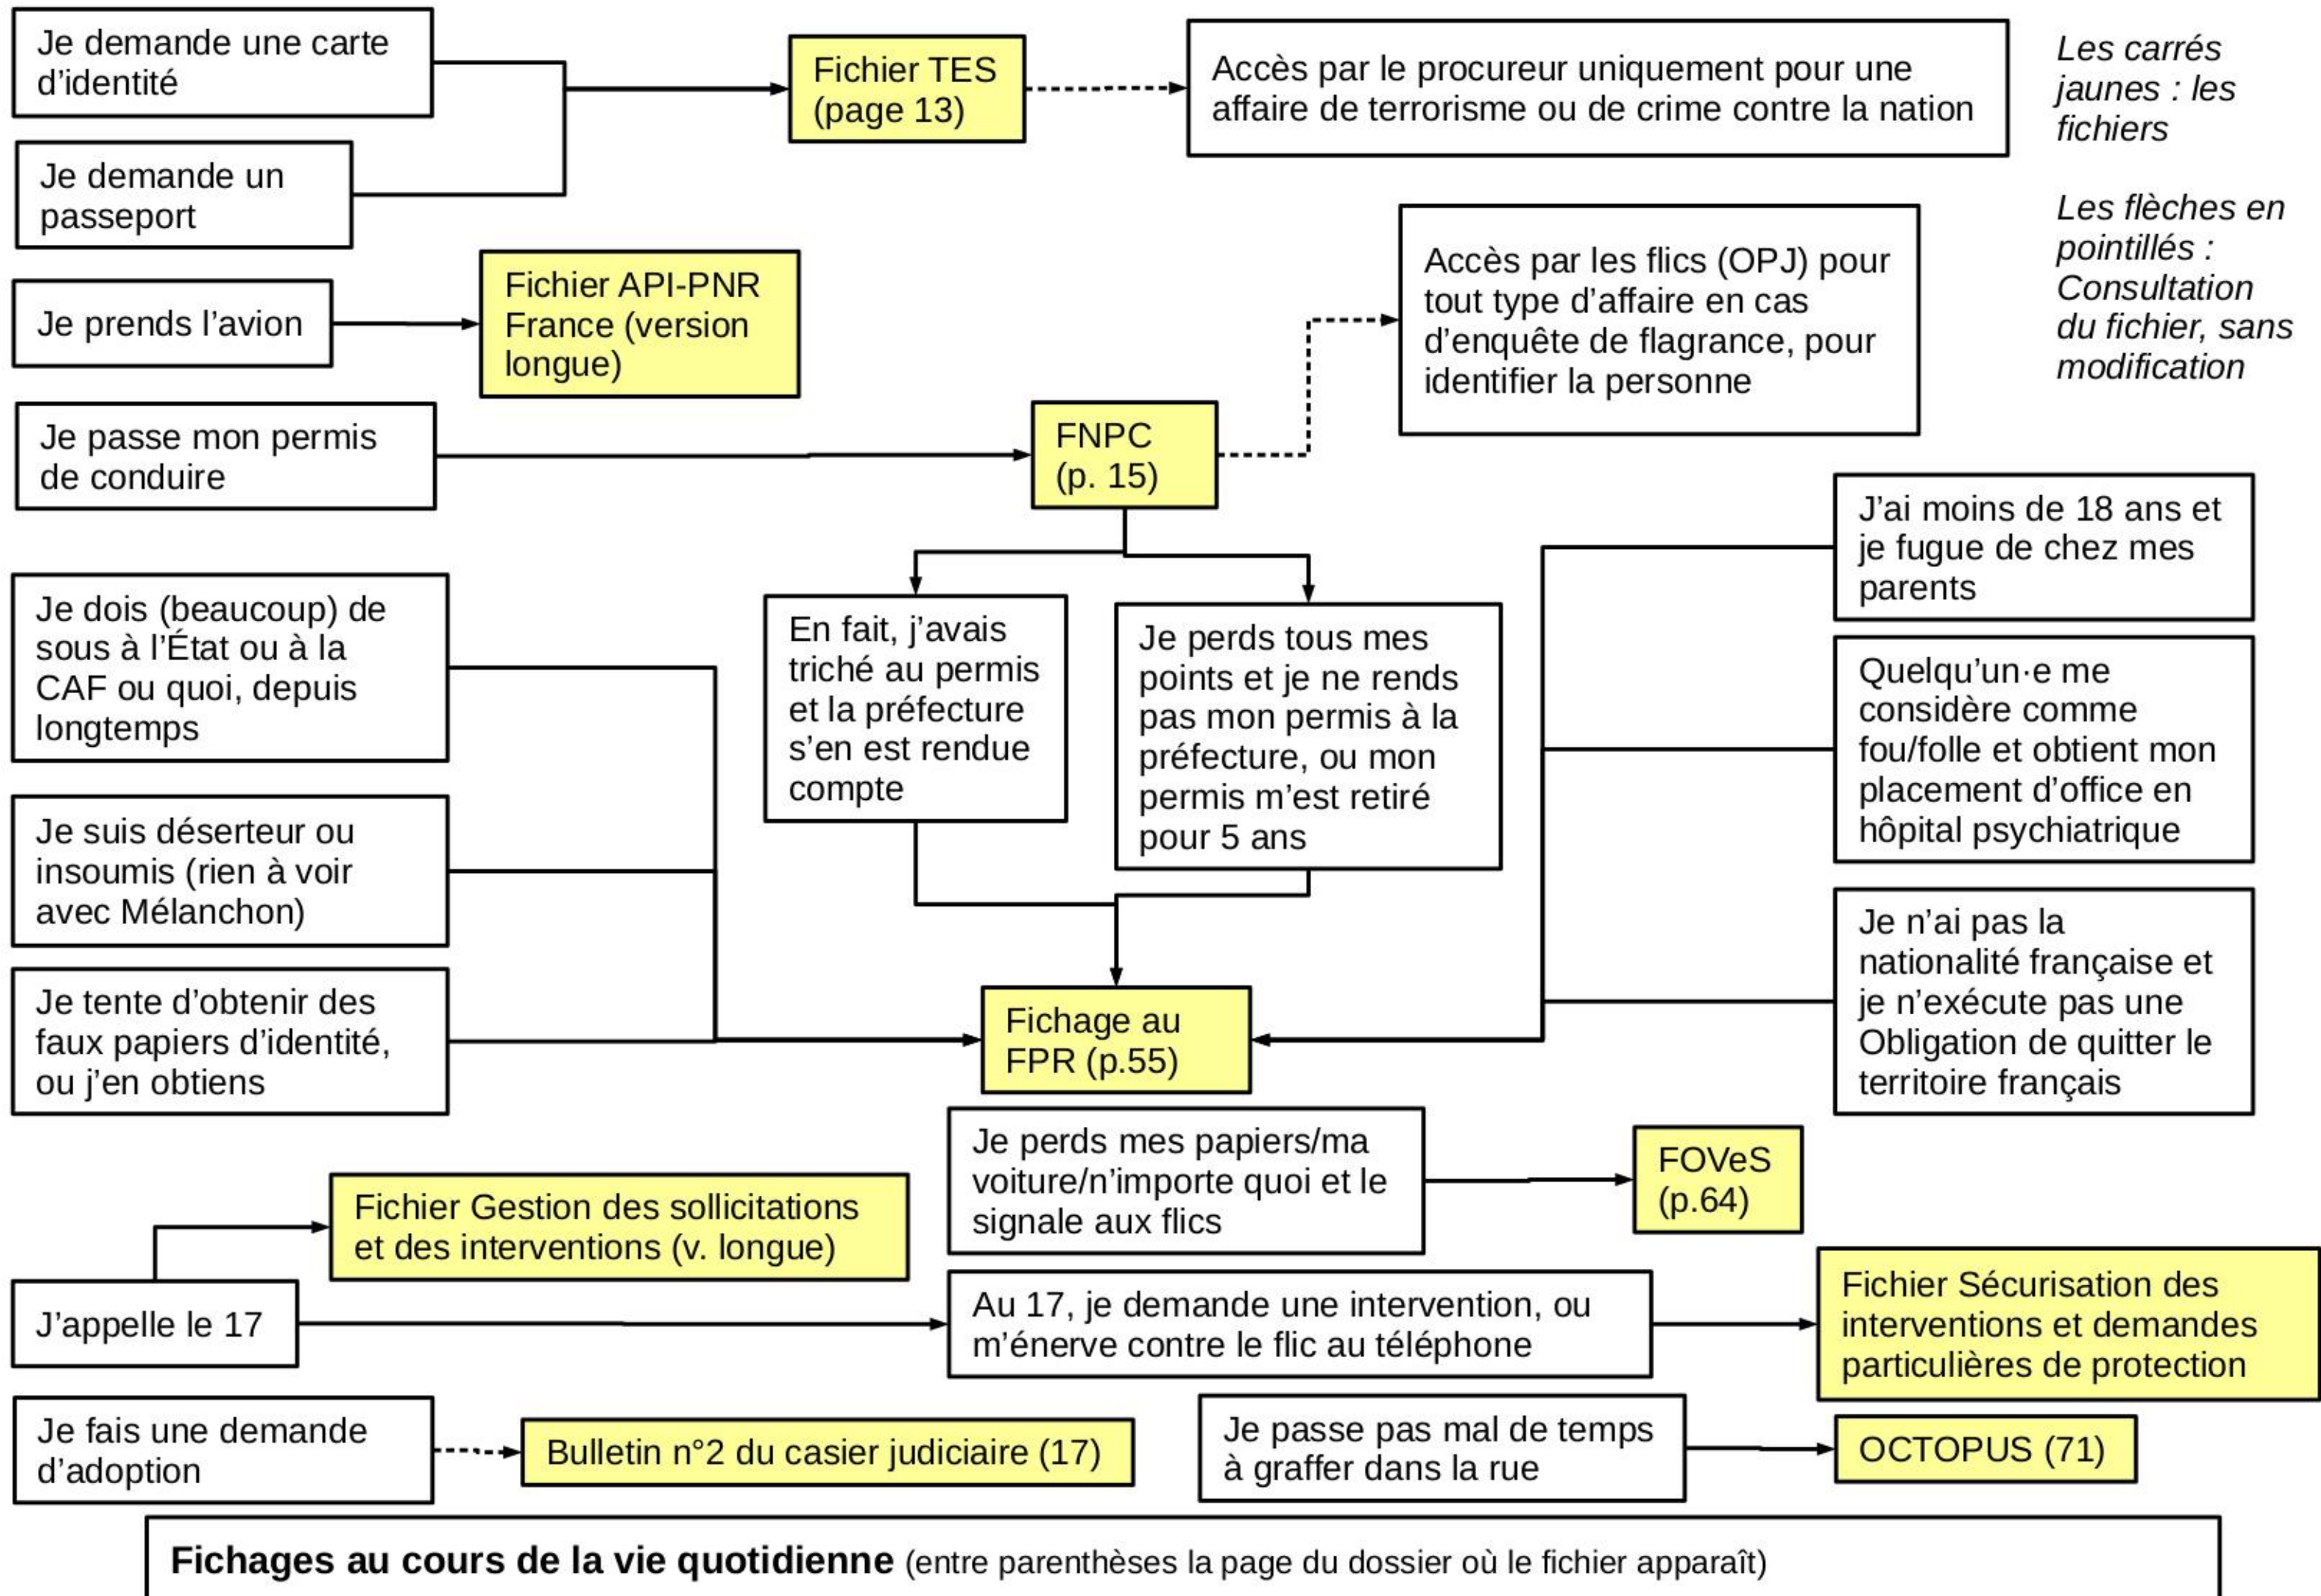 Je demande une carte
d'identité
Fichier TES
(page 13)
Accès par le procureur uniquement pour une
affaire de terrorisme ou de crime contre la nation
Les carrés
jaunes : les
fichiers
Je demande un
passeport
Les flèches en
pointillés :
Consultation
du fichier, sans
modification
Je prends l'avion
Fichier API-PNR
France (version
longue)
Accès par les flics (OPJ) pour
tout type d'affaire en cas
d'enquête de flagrance, pour
identifier la personne
Je passe mon permis
de conduire
FNPC
(p. 15)
J'ai moins de 18 ans et
je fugue de chez mes
parents
Je dois (beaucoup) de
sous à l'État ou à la
CAF ou quoi, depuis
longtemps
En fait, j'avais
triché au permis
et la préfecture
s'en est rendue
compte
Je perds tous mes
points et je ne rends
pas mon permis à la
préfecture, ou mon
permis m'est retiré
pour 5 ans
Quelqu'un·e me
considère comme
fou/folle et obtient mon
placement d'office en
hôpital psychiatrique
Je suis déserteur ou
insoumis (rien à voir
avec Mélanchon)
Je n'ai pas la
nationalité française et
je n'exécute pas une
Obligation de quitter le
territoire français
Je tente d'obtenir des
faux papiers d'identité,
ou j'en obtiens
Fichage au
FPR (p.55)
Je perds mes papiers/ma
voiture/n'importe quoi et le
signale aux flics
FOVeS
(p.64)
Fichier Gestion des sollicitations
et des interventions (v. longue)
J'appelle le 17
Au 17, je demande une intervention, ou
m'énerve contre le flic au téléphone
Fichier Sécurisation des
interventions et demandes
particulières de protection
Je fais une demande
d'adoption
Bulletin n°2 du casier judiciaire (17)
Je passe pas mal de temps
à graffer dans la rue
OCTOPUS (71)
Fichages au cours de la vie quotidienne (entre parenthèses la page du dossier où le fichier apparaît)